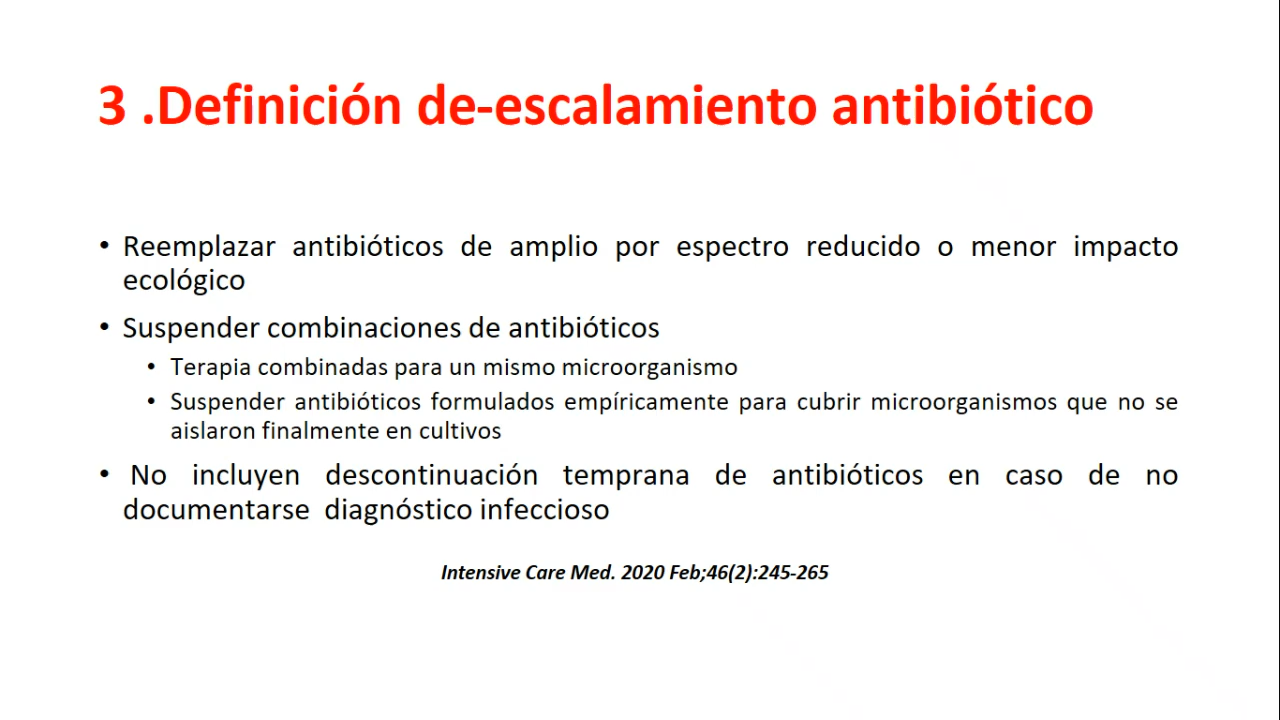 3 .Definición de-escalamiento antibiótico
• Reemplazar antibióticos de amplio por espectro reducido o menor impacto
ecológico
• Suspender combinaciones de antibióticos
• Terapia combinadas para un mismo microorganismo
• Suspender antibióticos formulados empíricamente para cubrir microorganismos que no se
aislaron finalmente en cultivos
• No incluyen descontinuación temprana de antibióticos en caso de no
documentarse diagnóstico infeccioso
Intensive Care Med. 2020 Feb;46(2):245-265